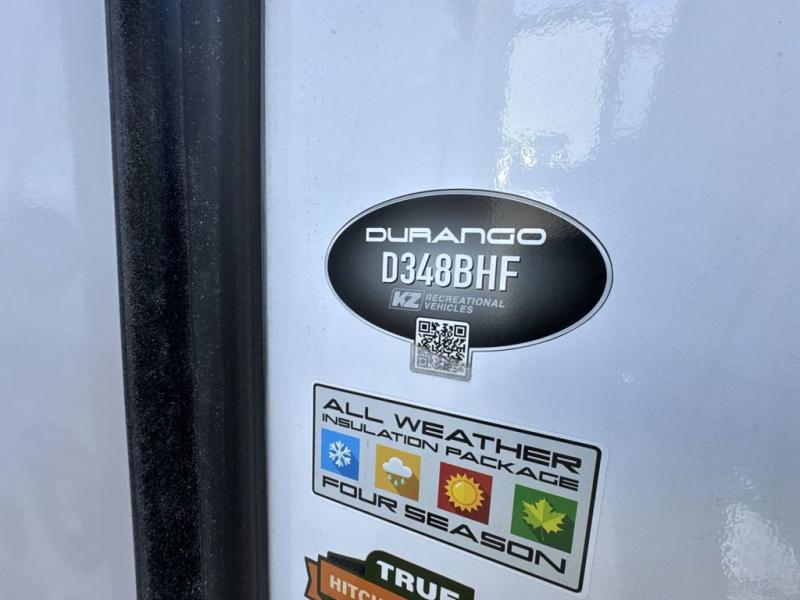 DURANGO
D348BHF
KZ RECREATIONAL
VEHICLES
ALL WEATHER
INSULATION PACKAGE
FOUR SEASON
TRUE